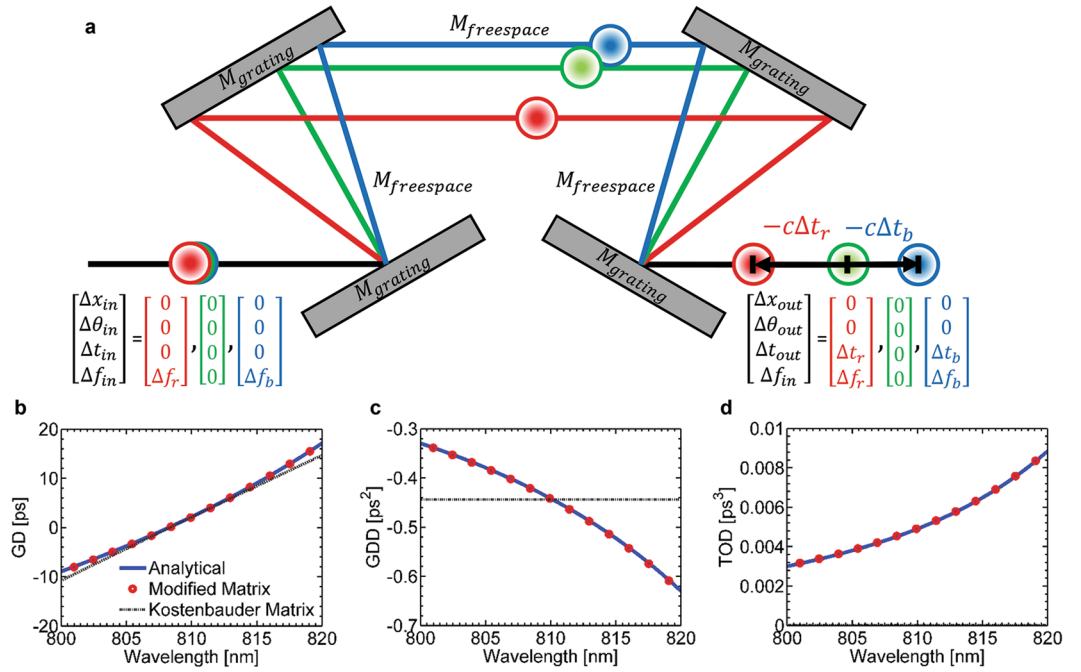 a
M_freespace
M_grating
M_grating
M_freespace
M_freespace
M_grating
M_grating
−cΔt_r −cΔt_b
[Δx_in] [0] [0] [0]
[Δθ_in] [0] [0] [0]
[Δt_in] = [0] , [0] , [0]
[Δf_in] [Δf_r] [0] [Δf_b]
[Δx_out] [0] [0] [0]
[Δθ_out] [0] [0] [0]
[Δt_out] = [Δt_r] , [0] , [Δt_b]
[Δf_in] [Δf_r] [0] [Δf_b]
b
20
10
0
-10
-20
GD [ps]
Analytical
Modified Matrix
Kostenbauder Matrix
800 805 810 815 820
Wavelength [nm]
c
-0.3
-0.4
-0.5
-0.6
-0.7
GDD [ps²]
800 805 810 815 820
Wavelength [nm]
d
0.01
0.008
0.006
0.004
0.002
0
TOD [ps³]
800 805 810 815 820
Wavelength [nm]